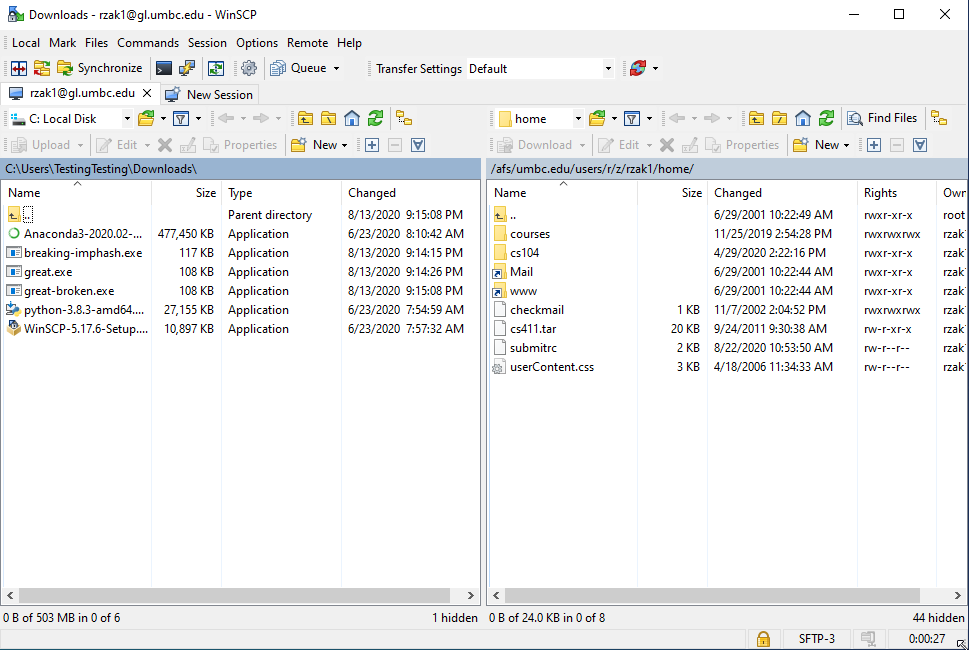 Downloads - rzak1@gl.umbc.edu - WinSCP
Local Mark Files Commands Session Options Remote Help
Synchronize Queue Transfer Settings Default
rzak1@gl.umbc.edu New Session
C: Local Disk
home Find Files
Upload Edit Properties New
Download Edit Properties New
C:\Users\TestingTesting\Downloads\
/afs/umbc.edu/users/r/z/rzak1/home/
Name Size Type Changed
.. Parent directory 8/13/2020 9:15:08 PM
Anaconda3-2020.02-... 477,450 KB Application 6/23/2020 8:10:42 AM
breaking-imphash.exe 117 KB Application 8/13/2020 9:14:15 PM
great.exe 108 KB Application 8/13/2020 9:14:26 PM
great-broken.exe 108 KB Application 8/13/2020 9:15:08 PM
python-3.8.3-amd64.... 27,155 KB Application 6/23/2020 7:54:59 AM
WinSCP-5.17.6-Setup.... 10,897 KB Application 6/23/2020 7:57:32 AM
Name Size Changed Rights Own
.. 6/29/2001 10:22:49 AM rwxr-xr-x root
courses 11/25/2019 2:54:28 PM rwxrwxrwx rzak
cs104 4/29/2020 2:22:16 PM rwxr-xr-x rzak
Mail 6/29/2001 10:22:44 AM rwxr-xr-x rzak
www 6/29/2001 10:22:44 AM rwxr-xr-x rzak
checkmail 1 KB 11/7/2002 2:04:52 PM rwxrwxrwx rzak
cs411.tar 20 KB 9/24/2011 9:30:38 AM rw-r-xr-x rzak
submitrc 2 KB 8/22/2020 10:53:50 AM rw-r--r-- rzak
userContent.css 3 KB 4/18/2006 11:34:33 AM rw-r--r-- rzak
0 B of 503 MB in 0 of 6 1 hidden
0 B of 24.0 KB in 0 of 8 44 hidden
SFTP-3 0:00:27